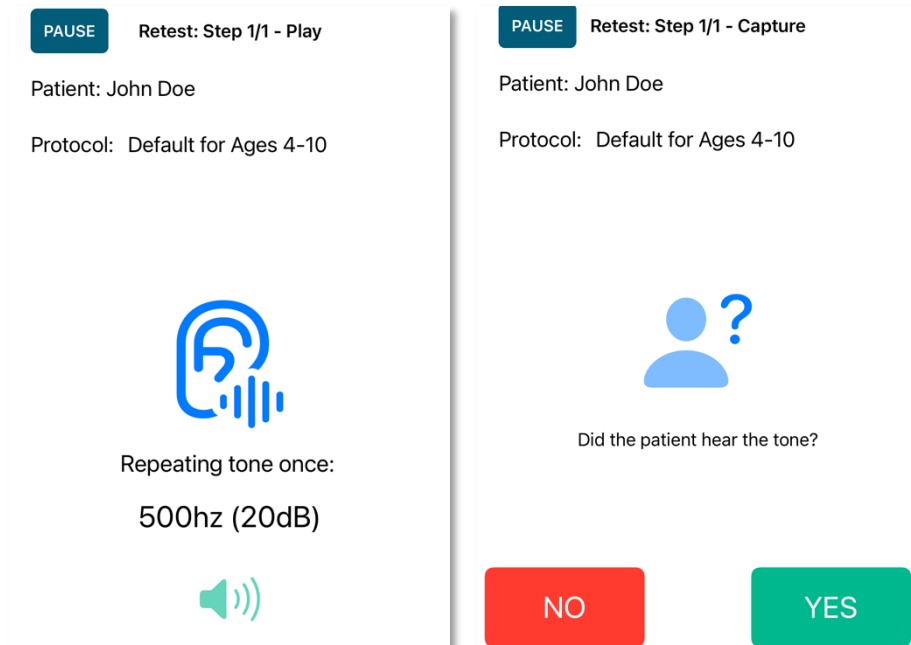 PAUSE Retest: Step 1/1 - Play
Patient: John Doe
Protocol: Default for Ages 4-10
Repeating tone once:
500hz (20dB)
PAUSE Retest: Step 1/1 - Capture
Patient: John Doe
Protocol: Default for Ages 4-10
?
Did the patient hear the tone?
NO YES